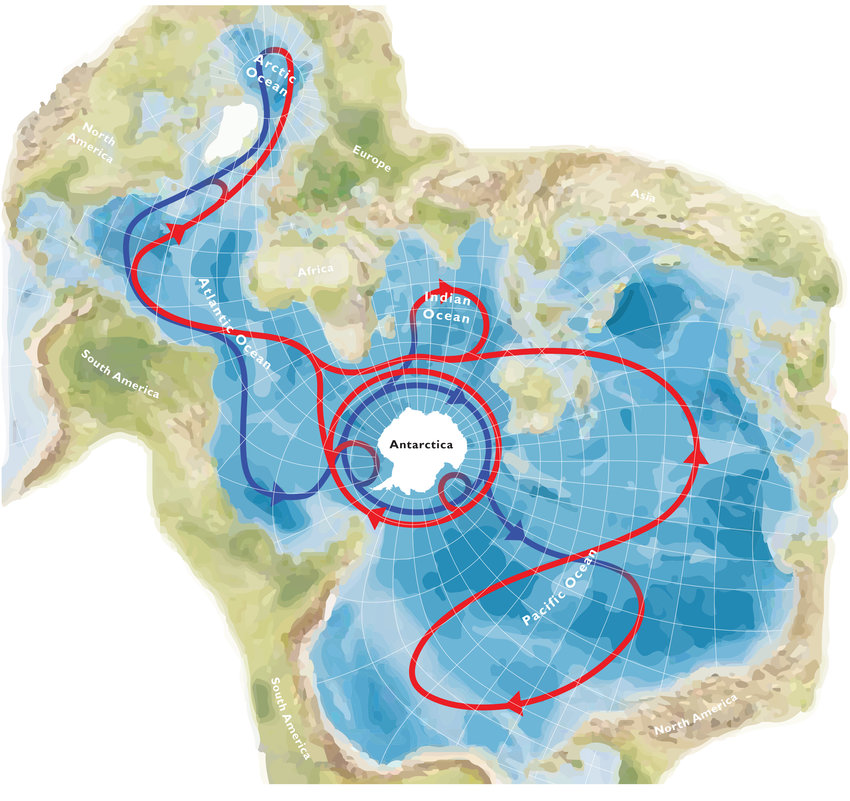 Arctic
Ocean
North
America
Europe
Asia
Africa
Indian
Ocean
Atlantic Ocean
South America
Antarctica
Pacific Ocean
South America
North America